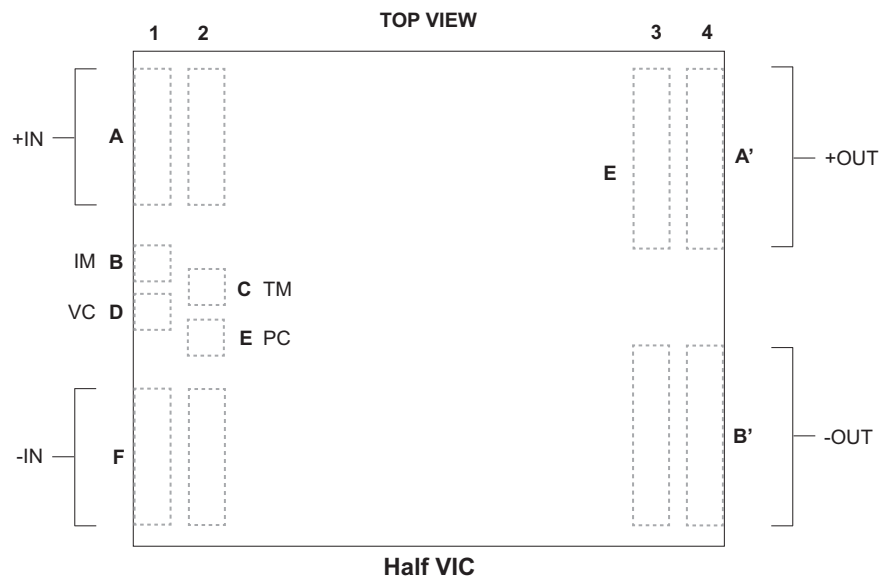 TOP VIEW
1 2 3 4
+IN A E A’ +OUT
IM B
C TM
VC D
E PC
-IN F B’ -OUT
Half VIC